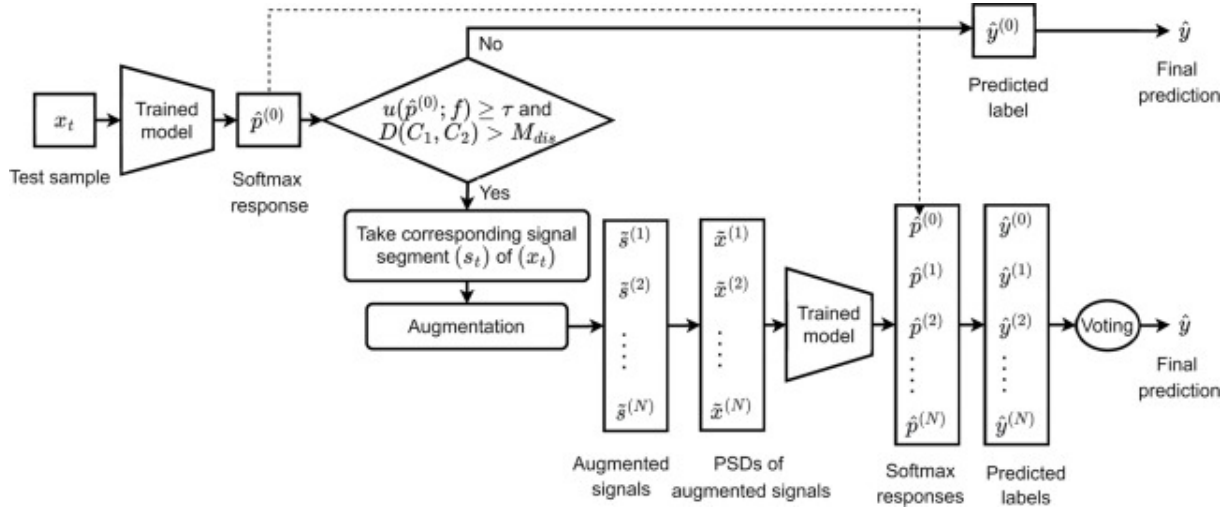 No
ŷ⁽⁰⁾
ŷ
Predicted
label
Final
prediction
x_t
Test sample
Trained
model
p̂⁽⁰⁾
Softmax
response
u(p̂⁽⁰⁾; f) ≥ τ and
D(C₁, C₂) > M_dis
Yes
Take corresponding signal
segment (s_t) of (x_t)
Augmentation
s̃⁽¹⁾
s̃⁽²⁾
⋮
s̃⁽ᴺ⁾
Augmented
signals
x̃⁽¹⁾
x̃⁽²⁾
⋮
x̃⁽ᴺ⁾
PSDs of
augmented signals
Trained
model
p̂⁽⁰⁾
p̂⁽¹⁾
p̂⁽²⁾
⋮
p̂⁽ᴺ⁾
Softmax
responses
ŷ⁽⁰⁾
ŷ⁽¹⁾
ŷ⁽²⁾
⋮
ŷ⁽ᴺ⁾
Predicted
labels
Voting
ŷ
Final
prediction